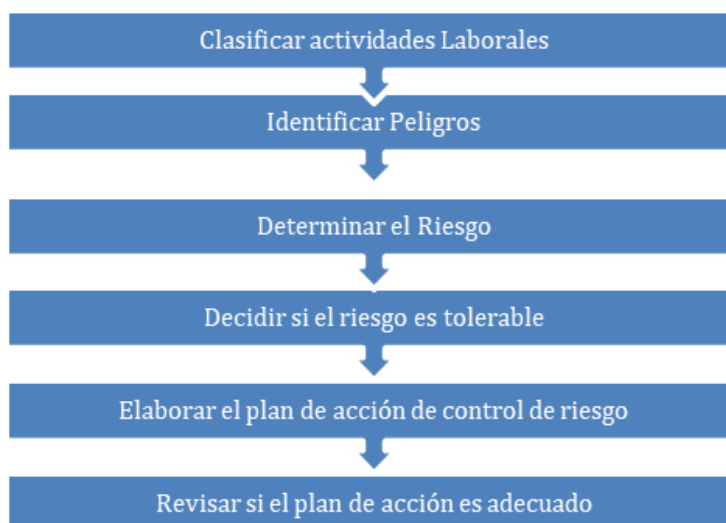 Clasificar actividades Laborales
Identificar Peligros
Determinar el Riesgo
Decidir si el riesgo es tolerable
Elaborar el plan de acción de control de riesgo
Revisar si el plan de acción es adecuado